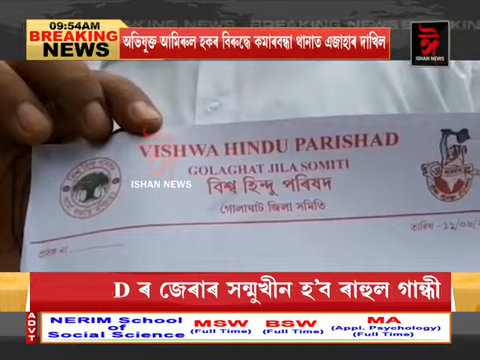 09:54AM
BREAKING NEWS
অভিযুক্ত আমিৰুল হকৰ বিৰুদ্ধে কমাৰবন্ধা থানাত এজাহাৰ দাখিল
ISHAN NEWS
VISHWA HINDU PARISHAD
GOLAGHAT JILA SOMITI
বিশ্ব হিন্দু পৰিষদ
গোলাঘাট জিলা সমিতি
ISHAN NEWS
তাৰিখ :- ১২/০৬/
D ৰ জেৰাৰ সন্মুখীন হ'ব ৰাহুল গান্ধী
ADVT
NERIM School of Social Science
MSW (Full Time)
BSW (Full Time)
MA (Appl. Psychology) (Full Time)